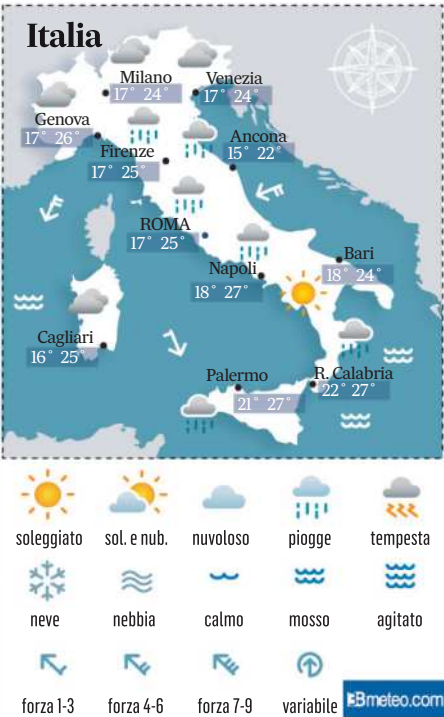 Italia
Milano
17° 24°
Venezia
17° 24°
Genova
17° 26°
Firenze
17° 25°
Ancona
15° 22°
ROMA
17° 25°
Napoli
18° 27°
Bari
18° 24°
Cagliari
16° 25°
Palermo
21° 27°
R. Calabria
22° 27°
soleggiato sol. e nub. nuvoloso piogge tempesta
neve nebbia calmo mosso agitato
forza 1-3 forza 4-6 forza 7-9 variabile
3Bmeteo.com